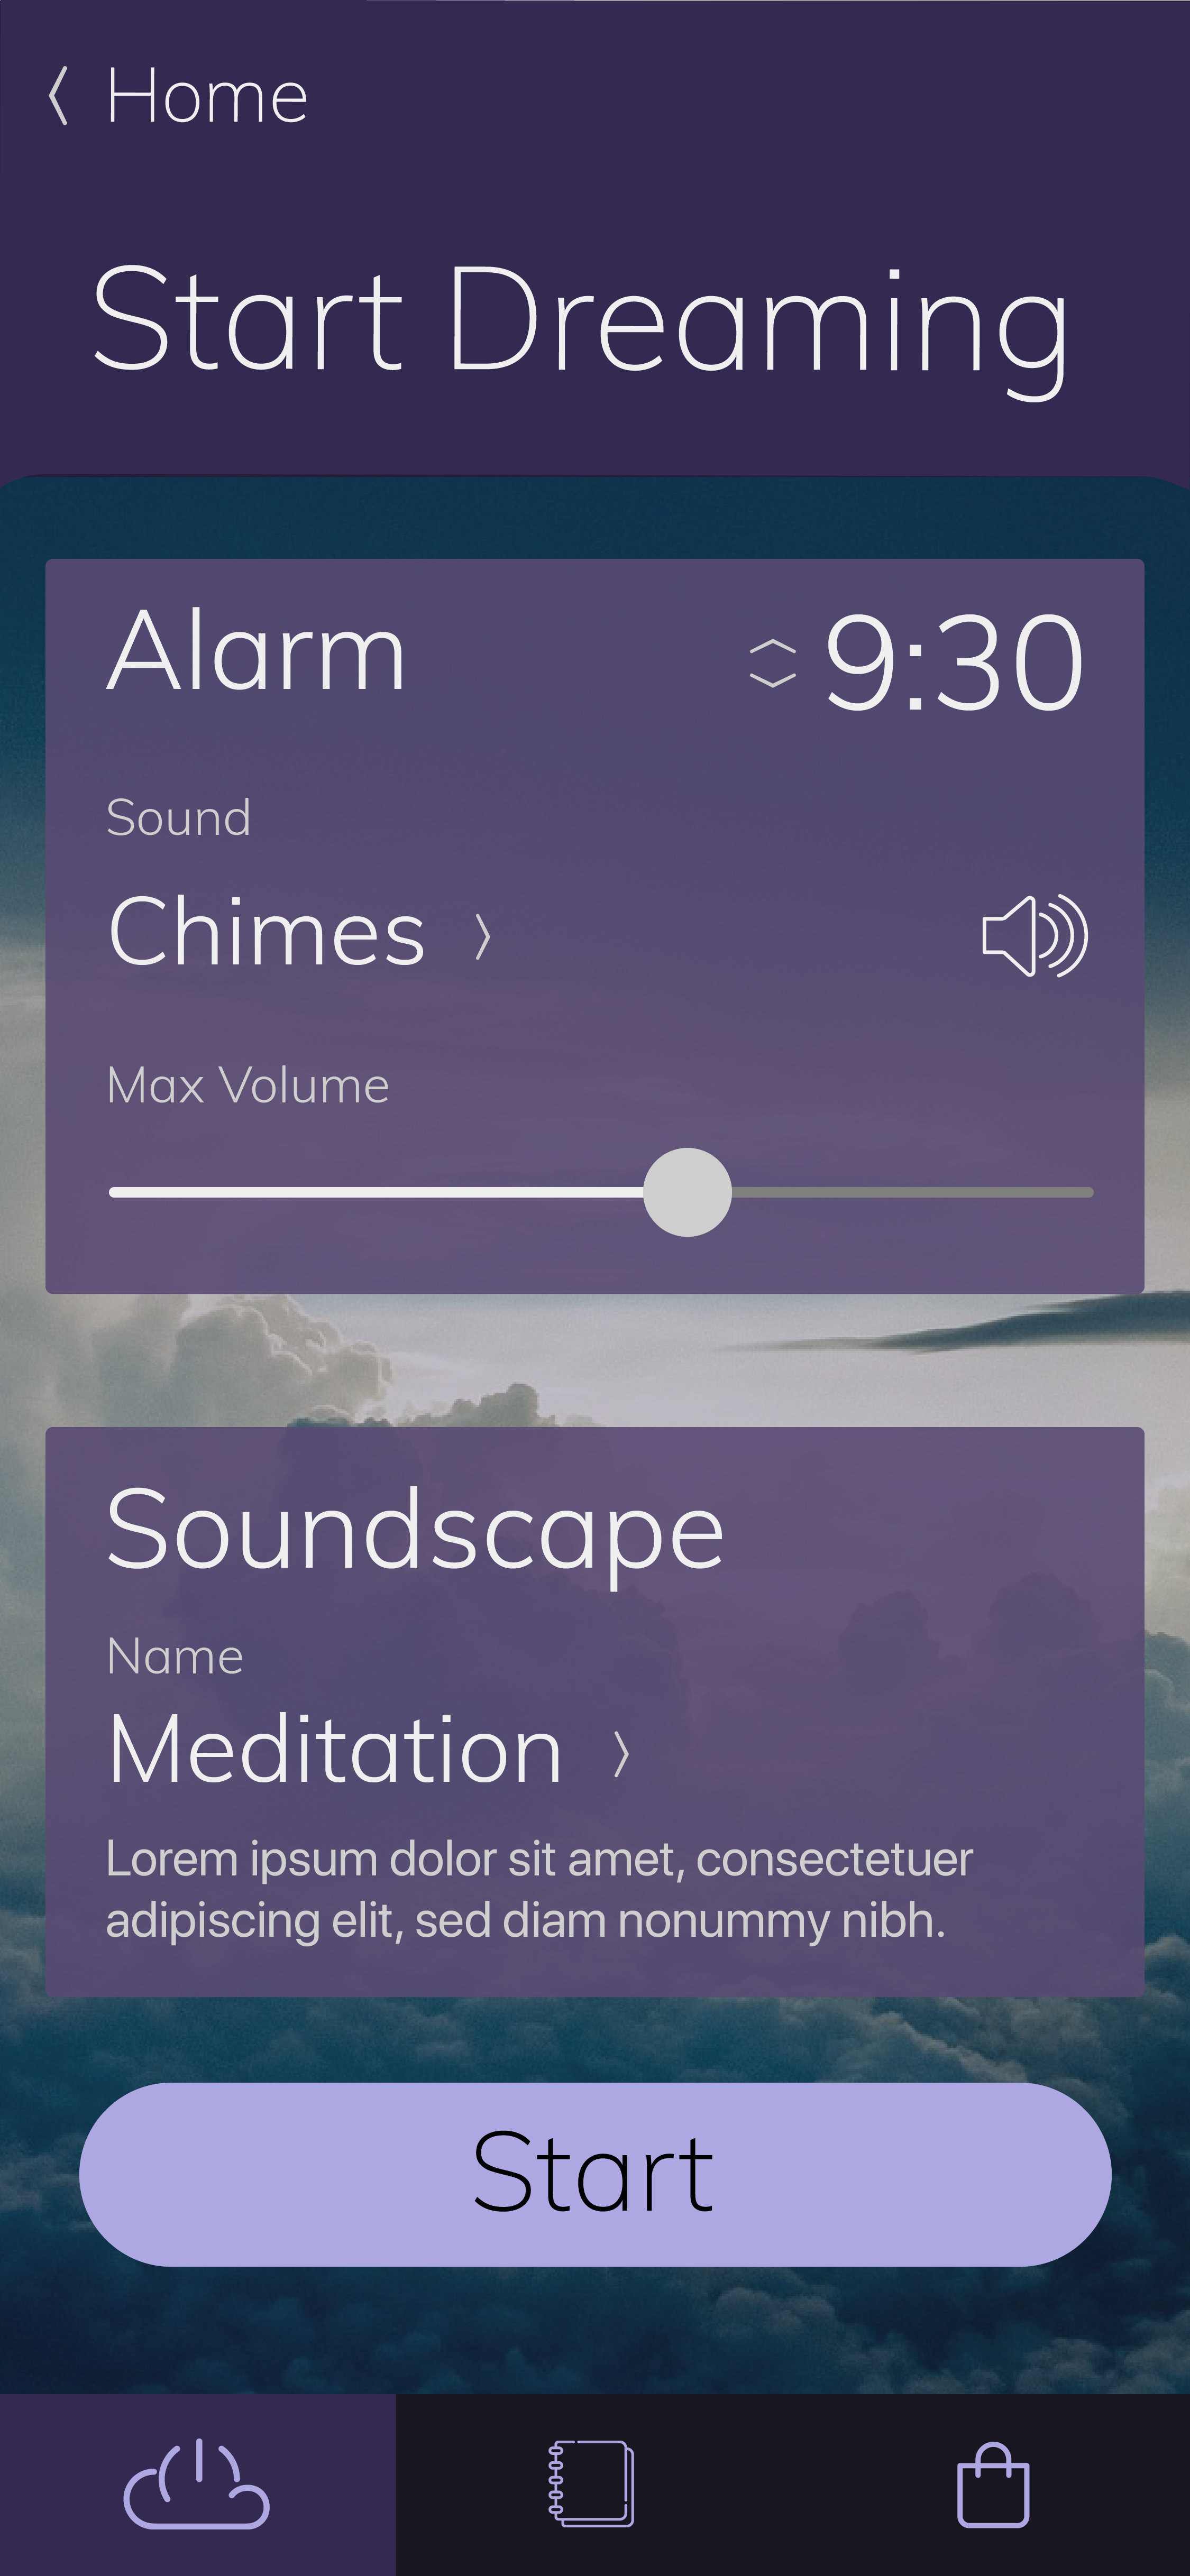 Home
Start Dreaming
Alarm
9:30
Sound
Chimes
Max Volume
Soundscape
Name
Meditation
Lorem ipsum dolor sit amet, consectetuer
adipiscing elit, sed diam nonummy nibh.
Start